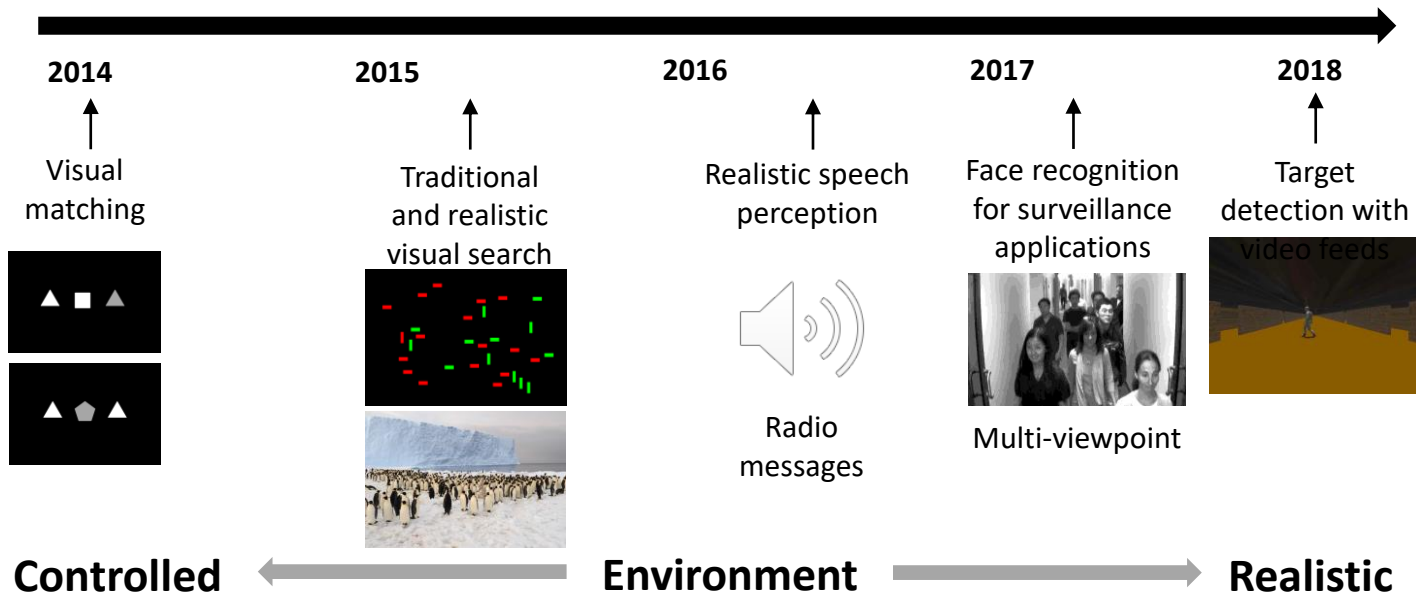 2014
2015
2016
2017
2018
Visual
matching
Traditional
and realistic
visual search
Realistic speech
perception
Radio
messages
Face recognition
for surveillance
applications
Multi-viewpoint
Target
detection with
video feeds
Controlled
Environment
Realistic